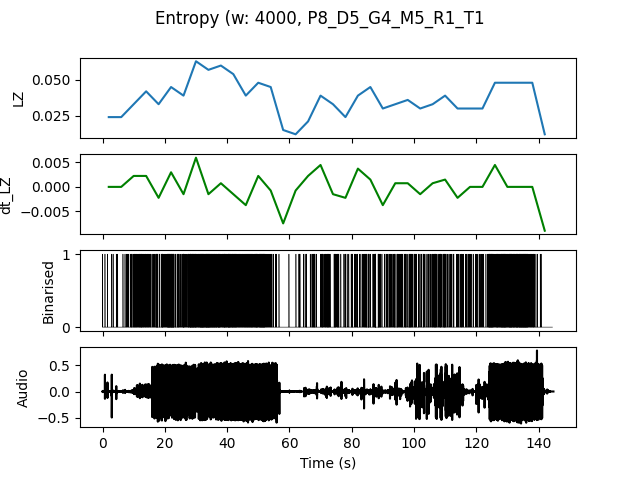 Entropy (w: 4000, P8_D5_G4_M5_R1_T1
LZ
0.050
0.025
dt_LZ
0.005
0.000
−0.005
Binarised
1
0
Audio
0.5
0.0
−0.5
0 20 40 60 80 100 120 140
Time (s)